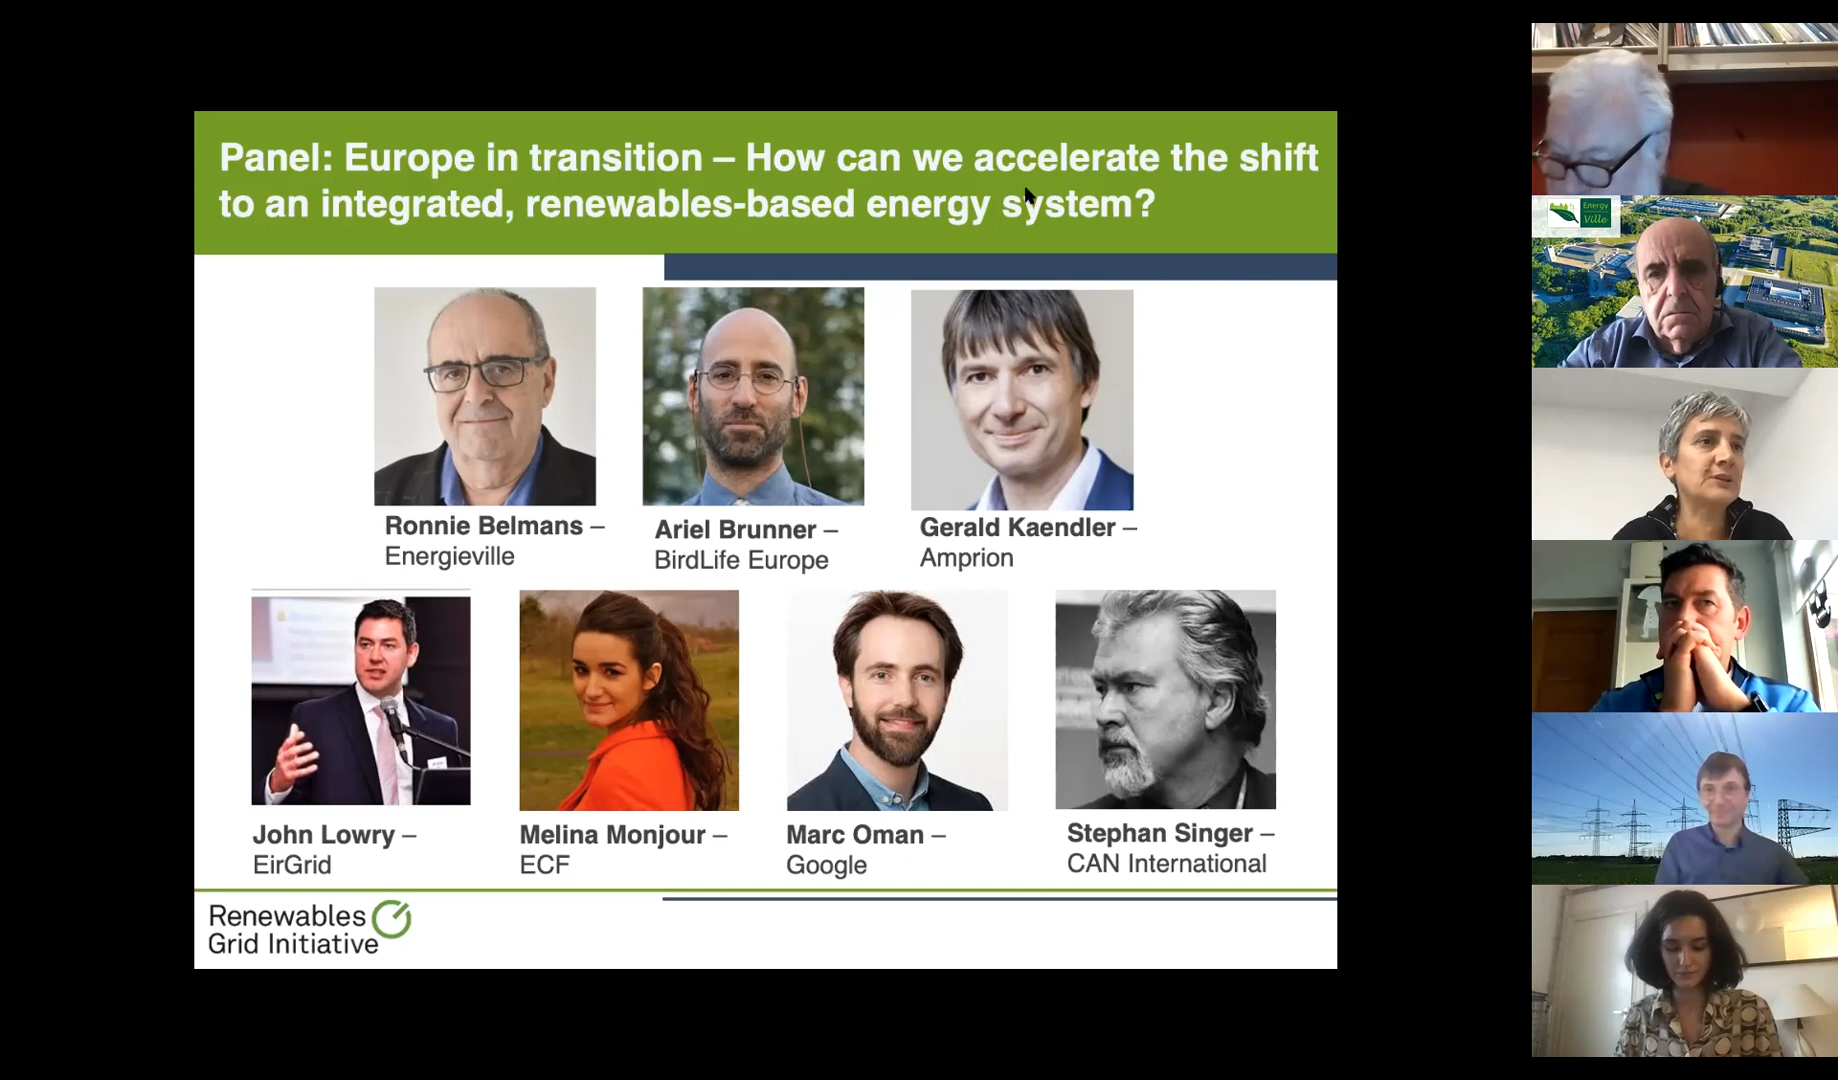 Panel: Europe in transition – How can we accelerate the shift
to an integrated, renewables-based energy system?
Ronnie Belmans –
Energieville
Ariel Brunner –
BirdLife Europe
Gerald Kaendler –
Amprion
John Lowry –
EirGrid
Melina Monjour –
ECF
Marc Oman –
Google
Stephan Singer –
CAN International
Renewables
Grid Initiative
Energy
Ville